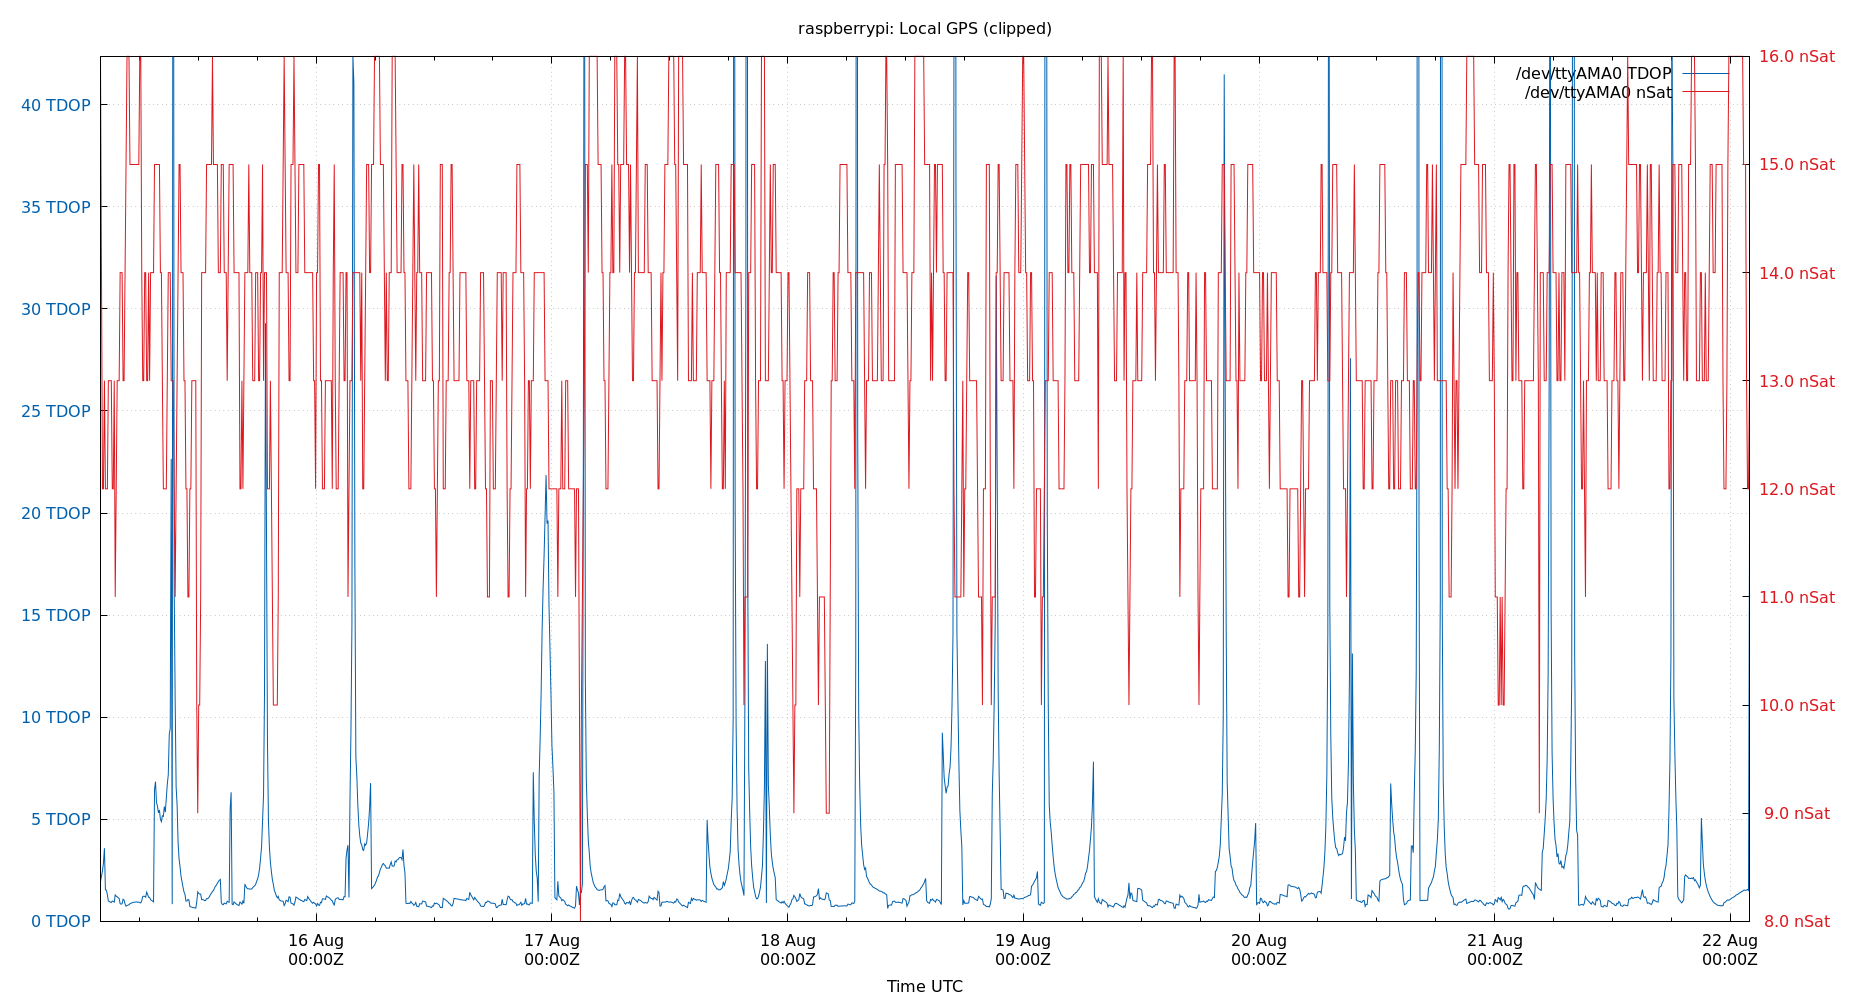 raspberrypi: Local GPS (clipped)
/dev/ttyAMA0 TDOP
/dev/ttyAMA0 nSat
40 TDOP
35 TDOP
30 TDOP
25 TDOP
20 TDOP
15 TDOP
10 TDOP
5 TDOP
0 TDOP
16.0 nSat
15.0 nSat
14.0 nSat
13.0 nSat
12.0 nSat
11.0 nSat
10.0 nSat
9.0 nSat
8.0 nSat
16 Aug
00:00Z
17 Aug
00:00Z
18 Aug
00:00Z
19 Aug
00:00Z
20 Aug
00:00Z
21 Aug
00:00Z
22 Aug
00:00Z
Time UTC